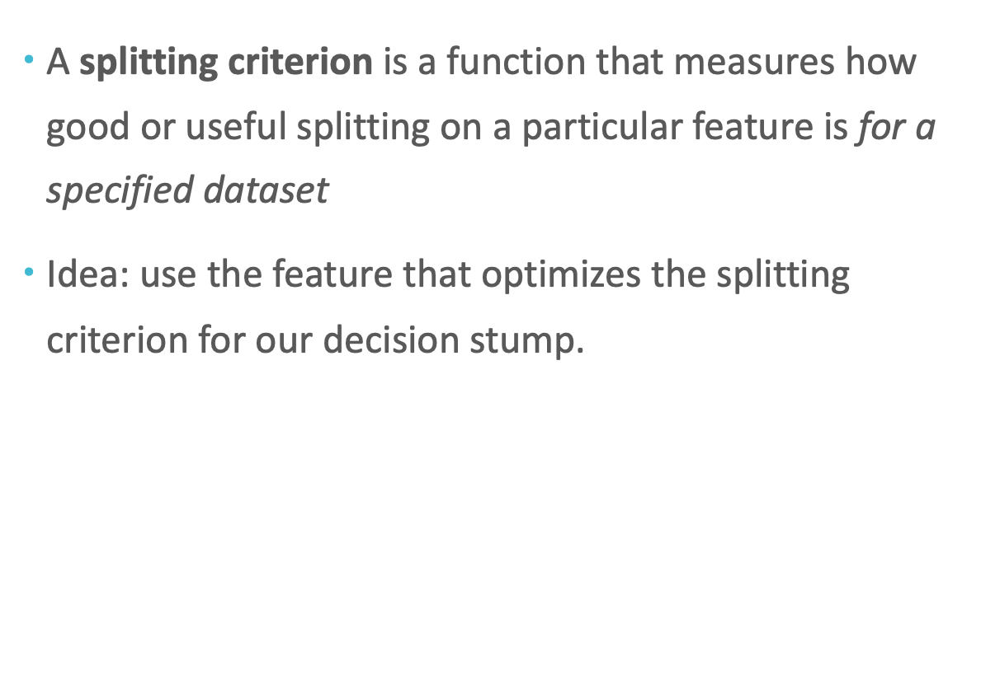 • A splitting criterion is a function that measures how
good or useful splitting on a particular feature is for a
specified dataset
• Idea: use the feature that optimizes the splitting
criterion for our decision stump.